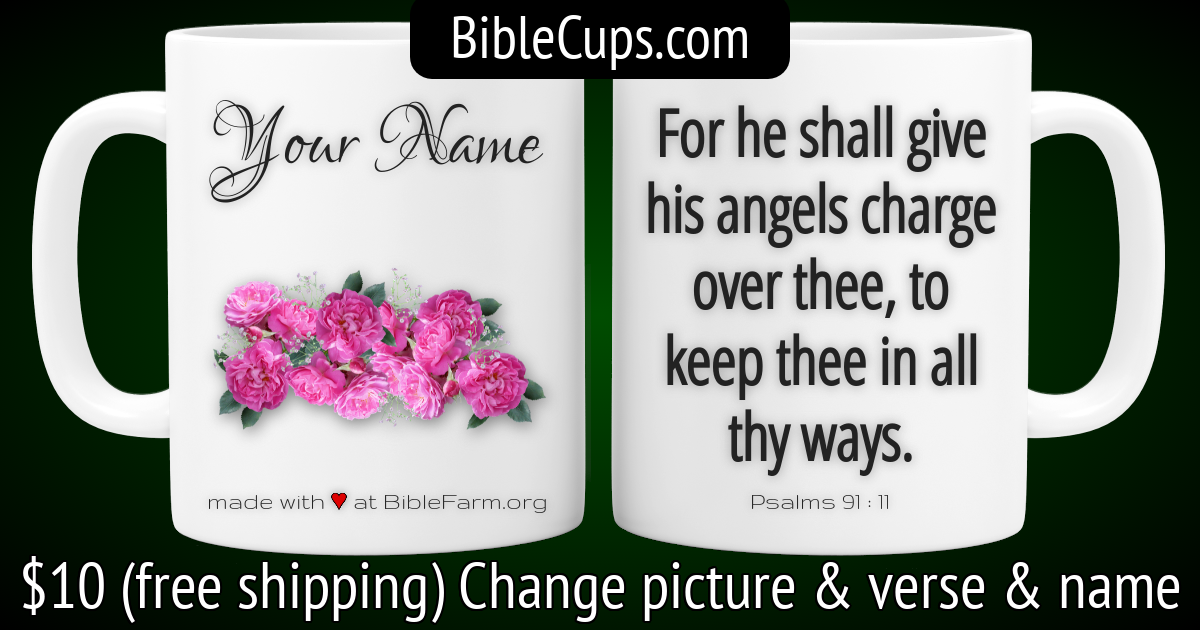 BibleCups.com
Your Name
made with ♥ at BibleFarm.org
For he shall give
his angels charge
over thee, to
keep thee in all
thy ways.
Psalms 91 : 11
$10 (free shipping) Change picture & verse & name